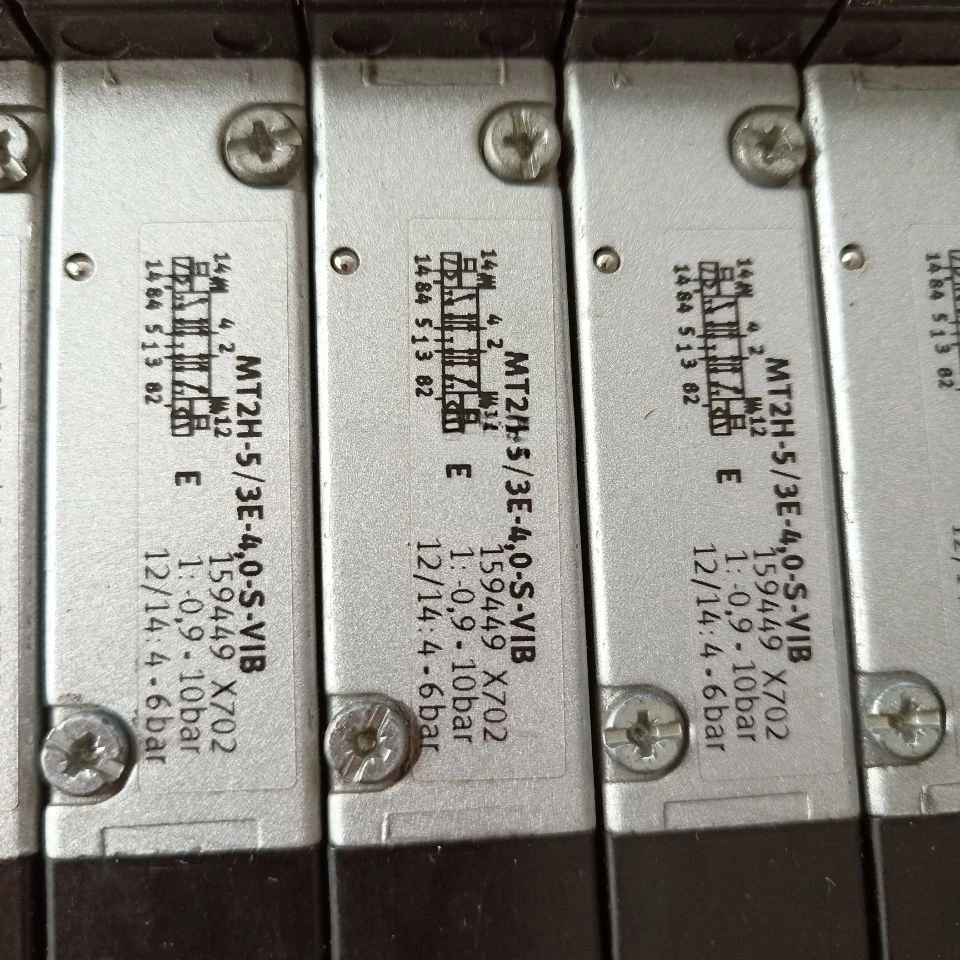 14 12
4 2
14 84 5 1 3 82
E
MT2H-5/3E-4,0-S-VIB
159449 X702
1: -0,9 - 10bar
12/14: 4 - 6bar
14 12
4 2
14 84 5 1 3 82
E
MT2H-5/3E-4,0-S-VIB
159449 X702
1: -0,9 - 10bar
12/14: 4 - 6bar
14 12
4 2
14 84 5 1 3 82
E
MT2H-5/3E-4,0-S-VIB
159449 X702
1: -0,9 - 10bar
12/14: 4 - 6bar
14 84 5 1 3 82